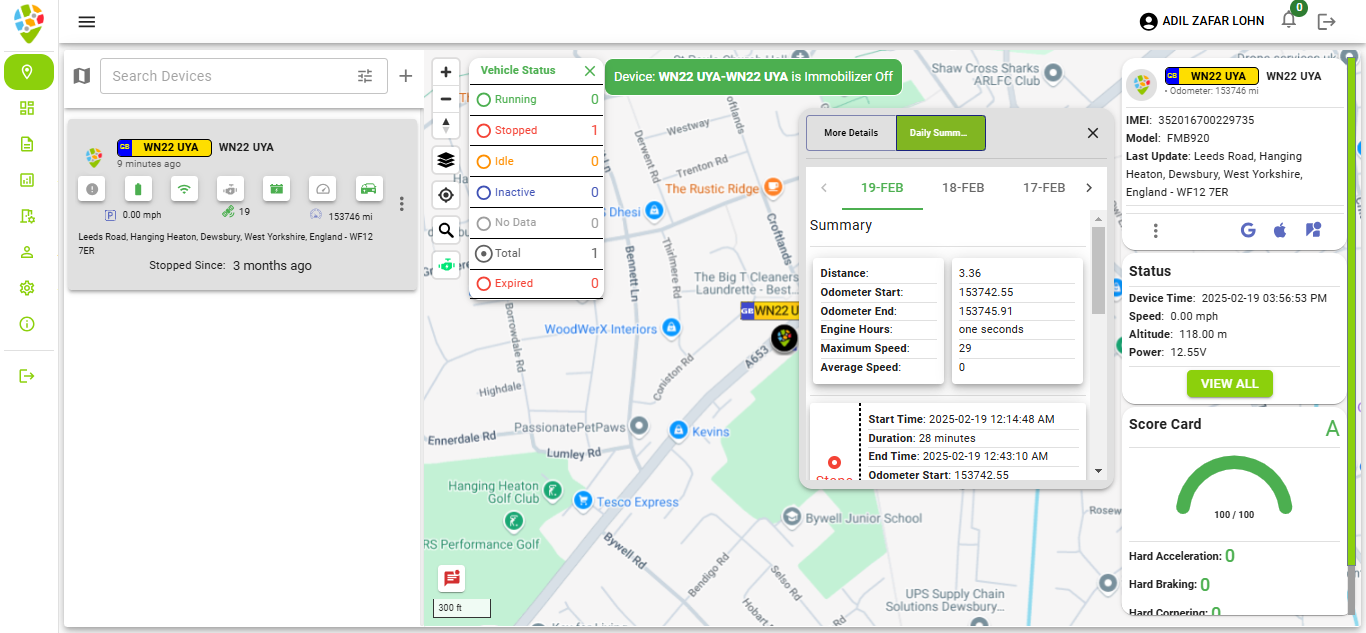 ADIL ZAFAR LOHN
0
Search Devices
GB WN22 UYA WN22 UYA
9 minutes ago
0.00 mph
19
153746 mi
Leeds Road, Hanging Heaton, Dewsbury, West Yorkshire, England - WF12
7ER
Stopped Since: 3 months ago
Vehicle Status
Running 0
Stopped 1
Idle 0
Inactive 0
No Data 0
Total 1
Expired 0
Device: WN22 UYA-WN22 UYA is Immobilizer Off
Shaw Cross Sharks
ARLFC Club
Westway
Derwent Rd
Croftlands
Trenton Rd
The Rustic Ridge
Dhesi
Croftlands
Thirlmere Rd
Bennett Ln
The Big T Cleaners
Laundrette - Best...
GB WN22 U
WoodWerX Interiors
Borrowdale Rd
A653
Coniston Rd
Highdale
PassionatePetPaws
Kevins
Ennerdale Rd
Lumley Rd
Hanging Heaton
Golf Club
Tesco Express
RS Performance Golf
Bywell Junior School
Bywell Rd
Bendigo Rd
Selso Rd
Hobart
UPS Supply Chain
Solutions Dewsbury...
Rosew
300 ft
More Details
Daily Summ...
19-FEB
18-FEB
17-FEB
Summary
Distance: 3.36
Odometer Start: 153742.55
Odometer End: 153745.91
Engine Hours: one seconds
Maximum Speed: 29
Average Speed: 0
Start Time: 2025-02-19 12:14:48 AM
Duration: 28 minutes
End Time: 2025-02-19 12:43:10 AM
Odometer Start: 153742.55
GB WN22 UYA WN22 UYA
• Odometer: 153746 mi
IMEI: 352016700229735
Model: FMB920
Last Update: Leeds Road, Hanging
Heaton, Dewsbury, West Yorkshire,
England - WF12 7ER
Status
Device Time: 2025-02-19 03:56:53 PM
Speed: 0.00 mph
Altitude: 118.00 m
Power: 12.55V
VIEW ALL
Score Card
A
100 / 100
Hard Acceleration: 0
Hard Braking: 0
Hard Cornering: 0